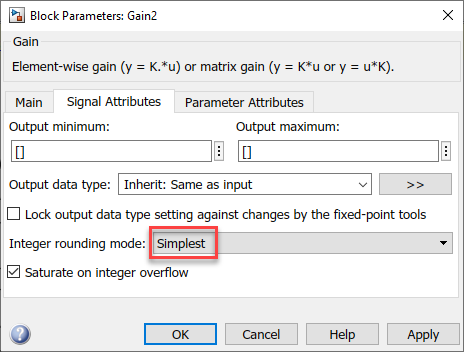 Block Parameters: Gain2
Gain
Element-wise gain (y = K.*u) or matrix gain (y = K*u or y = u*K).
Main Signal Attributes Parameter Attributes
Output minimum: Output maximum:
[] []
Output data type: Inherit: Same as input >>
Lock output data type setting against changes by the fixed-point tools
Integer rounding mode: Simplest
Saturate on integer overflow
? OK Cancel Help Apply